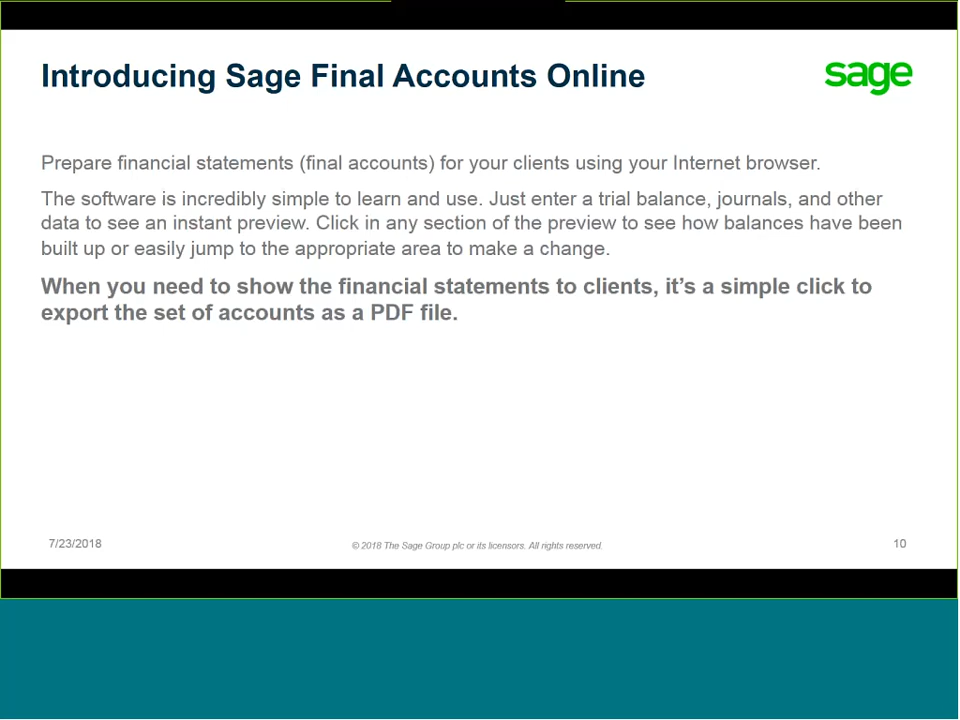 Introducing Sage Final Accounts Online
sage
Prepare financial statements (final accounts) for your clients using your Internet browser.
The software is incredibly simple to learn and use. Just enter a trial balance, journals, and other
data to see an instant preview. Click in any section of the preview to see how balances have been
built up or easily jump to the appropriate area to make a change.
When you need to show the financial statements to clients, it’s a simple click to
export the set of accounts as a PDF file.
7/23/2018
© 2018 The Sage Group plc or its licensors. All rights reserved.
10